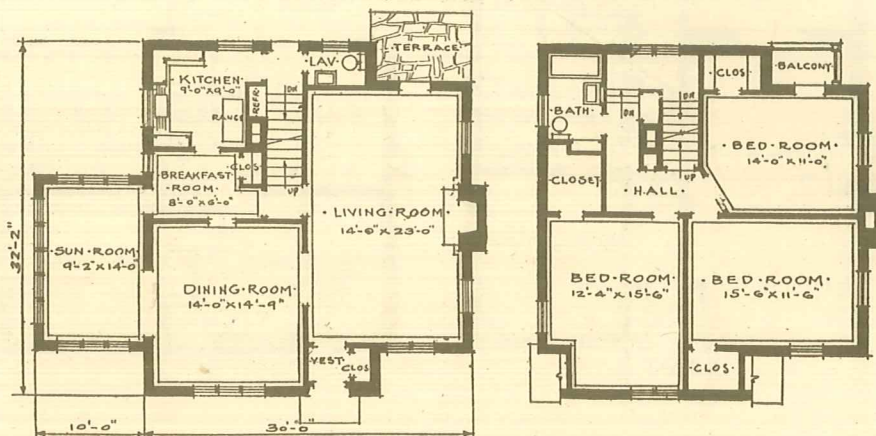 TERRACE
LAV.
KITCHEN
9'-0"x9'-0"
RANGE
REFR.
DN
BREAKFAST
ROOM
8'-0"x6'-0"
CLOS
UP
LIVING·ROOM
14'-0"x23'-0"
SUN·ROOM
9'-2"x14'-0"
DINING·ROOM
14'-0"x14'-9"
VEST.
CLOS
32'-2"
10'-0"
30'-0"
CLOS
BALCONY
BATH
DN
DN
UP
BED·ROOM
14'-0"x11'-0"
CLOSET
HALL
BED·ROOM
12'-4"x15'-6"
BED·ROOM
15'-6"x11'-6"
CLOS